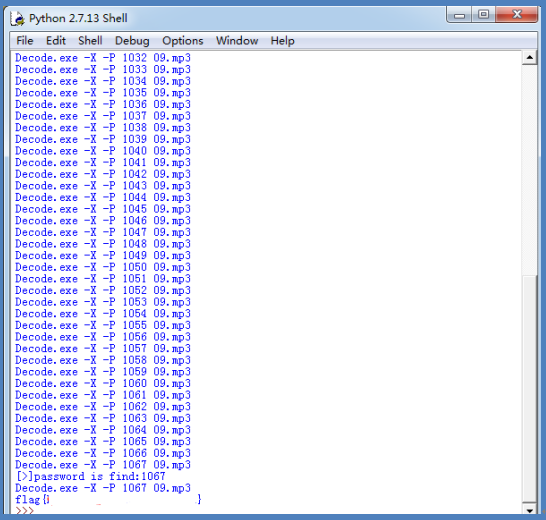 Python 2.7.13 Shell
File Edit Shell Debug Options Window Help
Decode.exe -X -P 1032 09.mp3
Decode.exe -X -P 1033 09.mp3
Decode.exe -X -P 1034 09.mp3
Decode.exe -X -P 1035 09.mp3
Decode.exe -X -P 1036 09.mp3
Decode.exe -X -P 1037 09.mp3
Decode.exe -X -P 1038 09.mp3
Decode.exe -X -P 1039 09.mp3
Decode.exe -X -P 1040 09.mp3
Decode.exe -X -P 1041 09.mp3
Decode.exe -X -P 1042 09.mp3
Decode.exe -X -P 1043 09.mp3
Decode.exe -X -P 1044 09.mp3
Decode.exe -X -P 1045 09.mp3
Decode.exe -X -P 1046 09.mp3
Decode.exe -X -P 1047 09.mp3
Decode.exe -X -P 1048 09.mp3
Decode.exe -X -P 1049 09.mp3
Decode.exe -X -P 1050 09.mp3
Decode.exe -X -P 1051 09.mp3
Decode.exe -X -P 1052 09.mp3
Decode.exe -X -P 1053 09.mp3
Decode.exe -X -P 1054 09.mp3
Decode.exe -X -P 1055 09.mp3
Decode.exe -X -P 1056 09.mp3
Decode.exe -X -P 1057 09.mp3
Decode.exe -X -P 1058 09.mp3
Decode.exe -X -P 1059 09.mp3
Decode.exe -X -P 1060 09.mp3
Decode.exe -X -P 1061 09.mp3
Decode.exe -X -P 1062 09.mp3
Decode.exe -X -P 1063 09.mp3
Decode.exe -X -P 1064 09.mp3
Decode.exe -X -P 1065 09.mp3
Decode.exe -X -P 1066 09.mp3
Decode.exe -X -P 1067 09.mp3
[>]password is find:1067
Decode.exe -X -P 1067 09.mp3
flag{ }
>>>